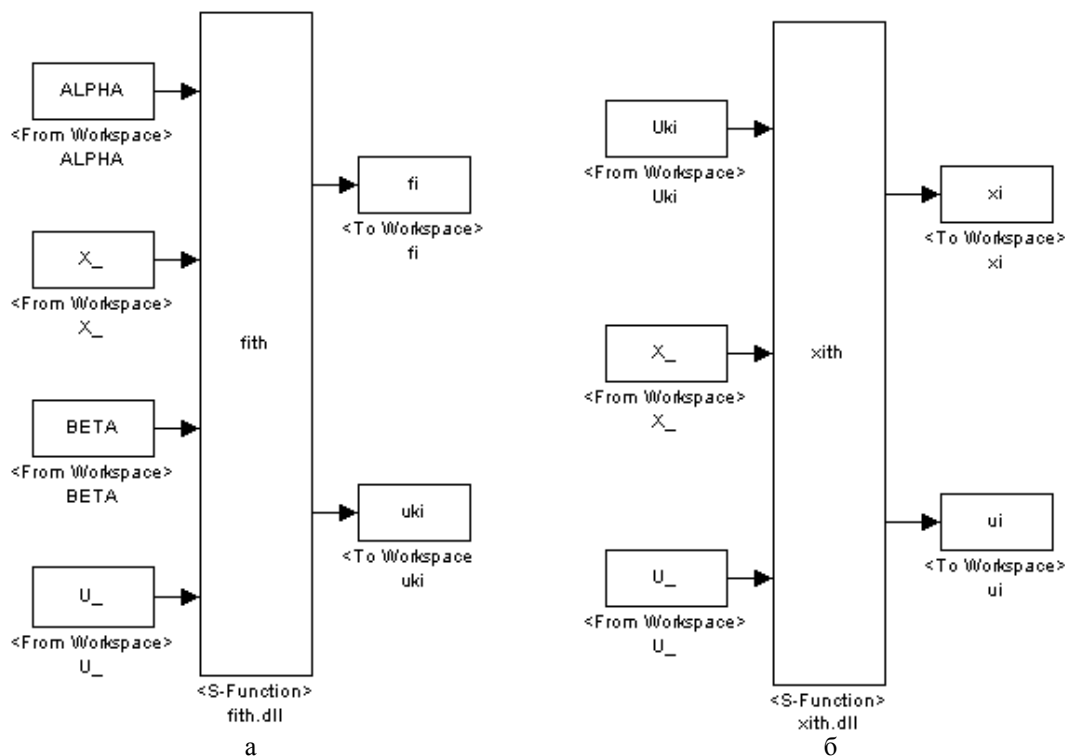 ALPHA
<From Workspace>
ALPHA
X_
<From Workspace>
X_
BETA
<From Workspace>
BETA
U_
<From Workspace>
U_
fith
<S-Function>
fith.dll
fi
<To Workspace>
fi
uki
<To Workspace
uki
а
Uki
<From Workspace>
Uki
X_
<From Workspace>
X_
U_
<From Workspace>
U_
xith
<S-Function>
xith.dll
xi
<To Workspace>
xi
ui
<To Workspace>
ui
б